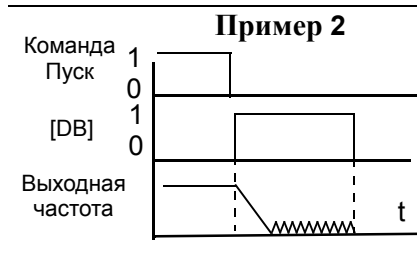 Пример 2
Команда
Пуск
1
0
[DB]
1
0
Выходная
частота
t